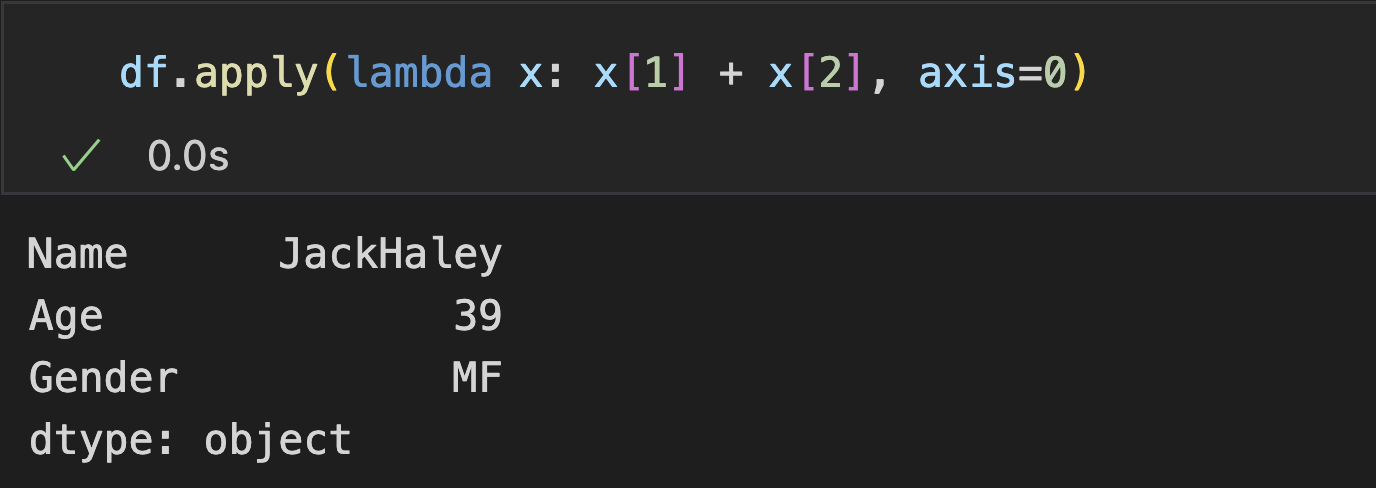 df.apply(lambda x: x[1] + x[2], axis=0)
✓ 0.0s
Name JackHaley
Age 39
Gender MF
dtype: object